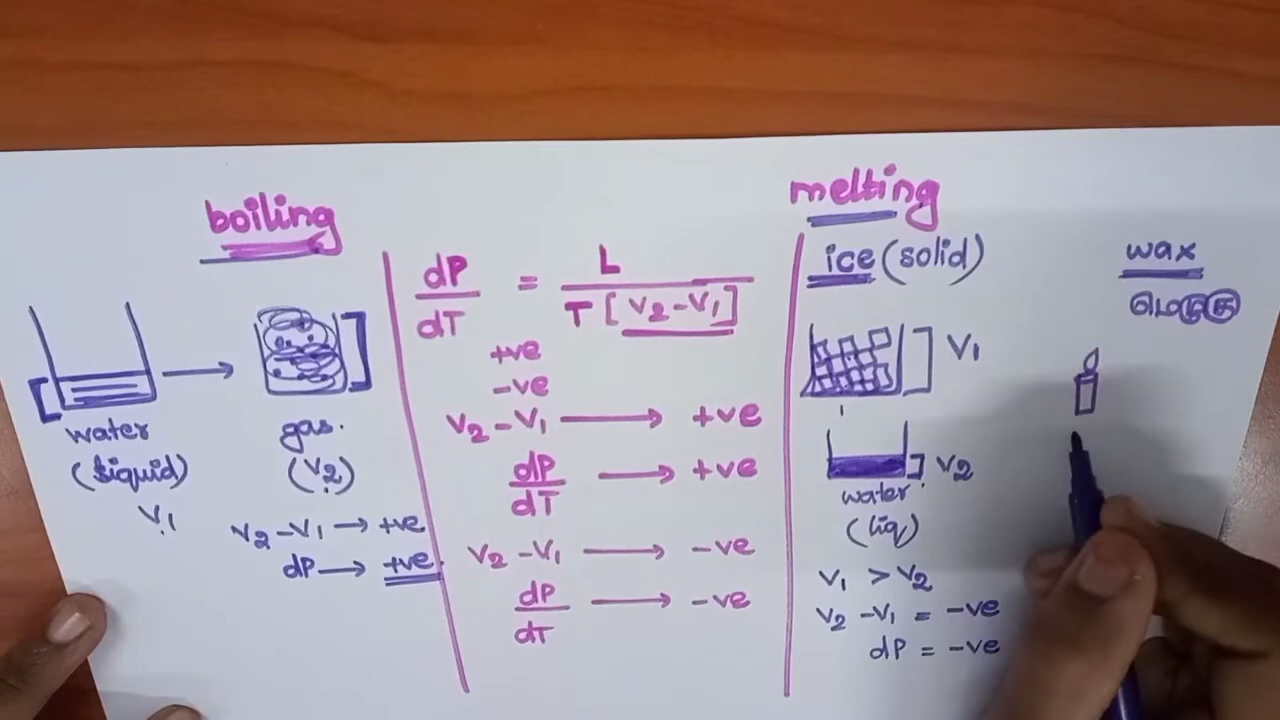 boiling
water
(liquid)
V₁
gas.
(V₂)
V₂ - V₁ → +ve
dP → +ve.
dP/dT = L / T [V₂ - V₁]
+ve
-ve
V₂ - V₁ → +ve
dP/dT → +ve
V₂ - V₁ → -ve
dP/dT → -ve
melting
ice (solid)
V₁
V₂
water
(liq)
V₁ > V₂
V₂ - V₁ = -ve
dP = -ve
wax